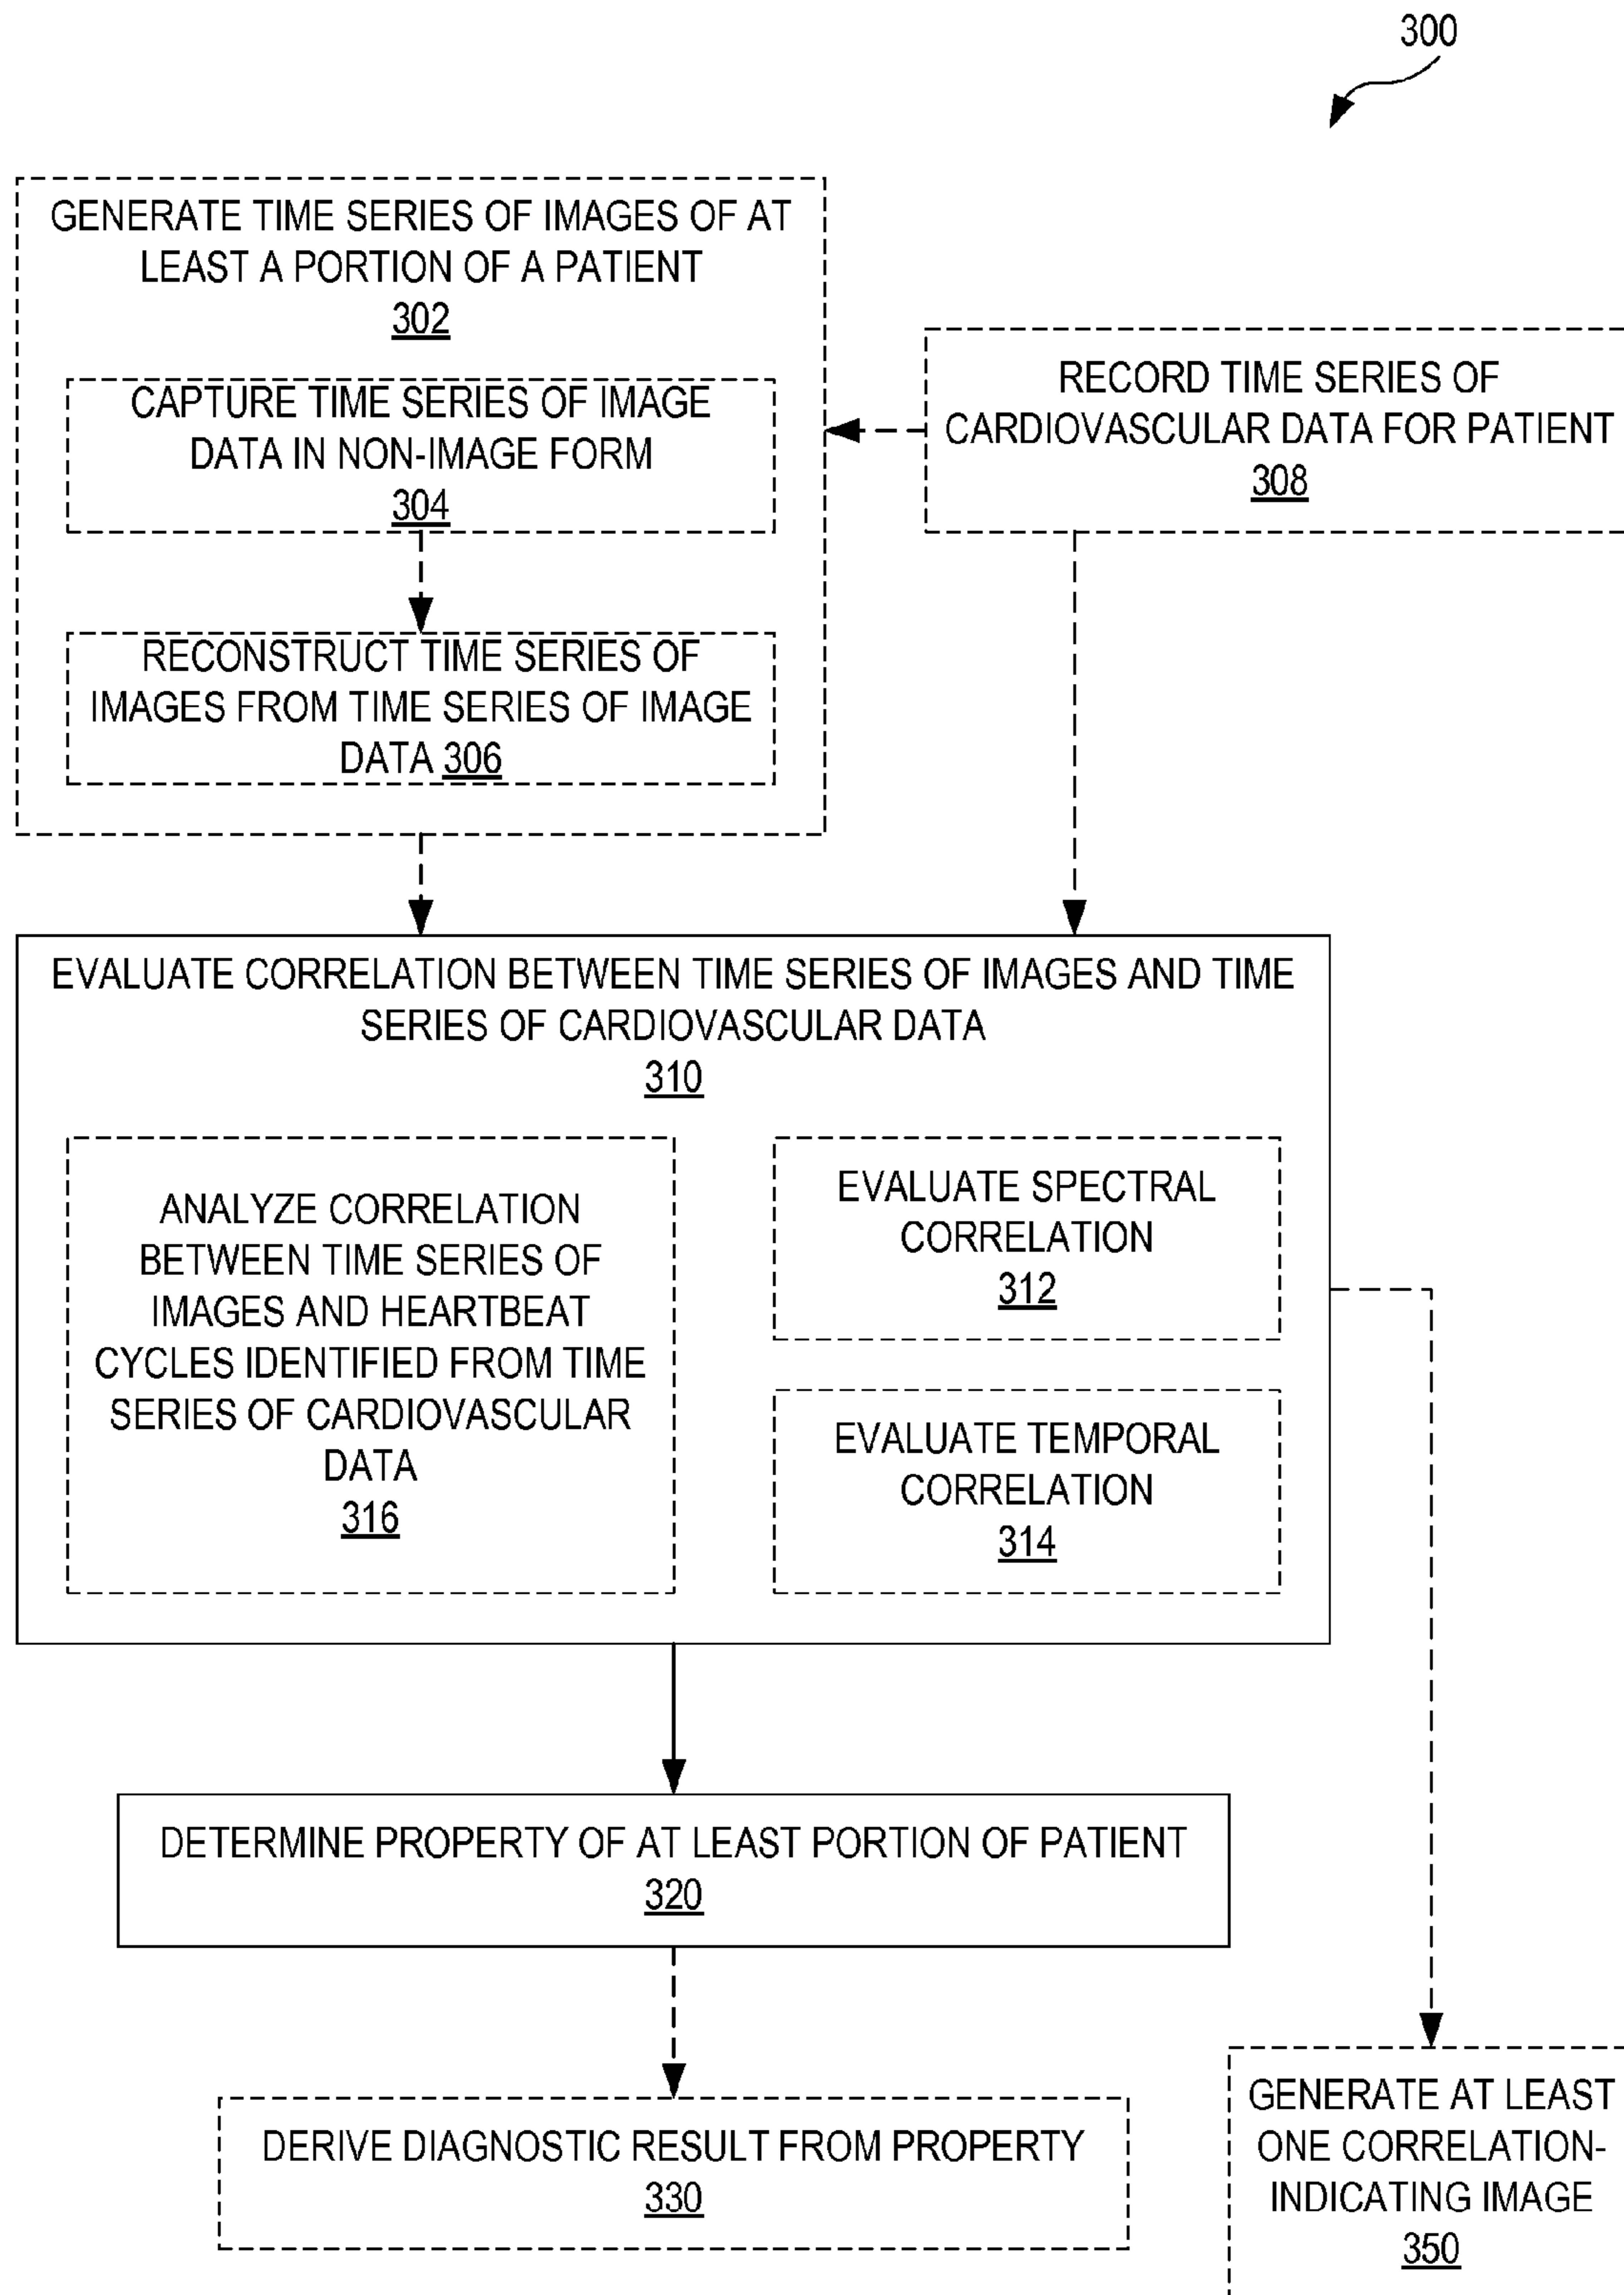 300
GENERATE TIME SERIES OF IMAGES OF AT
LEAST A PORTION OF A PATIENT
302
CAPTURE TIME SERIES OF IMAGE
DATA IN NON-IMAGE FORM
304
RECONSTRUCT TIME SERIES OF
IMAGES FROM TIME SERIES OF IMAGE
DATA 306
RECORD TIME SERIES OF
CARDIOVASCULAR DATA FOR PATIENT
308
EVALUATE CORRELATION BETWEEN TIME SERIES OF IMAGES AND TIME
SERIES OF CARDIOVASCULAR DATA
310
ANALYZE CORRELATION
BETWEEN TIME SERIES OF
IMAGES AND HEARTBEAT
CYCLES IDENTIFIED FROM TIME
SERIES OF CARDIOVASCULAR
DATA
316
EVALUATE SPECTRAL
CORRELATION
312
EVALUATE TEMPORAL
CORRELATION
314
DETERMINE PROPERTY OF AT LEAST PORTION OF PATIENT
320
DERIVE DIAGNOSTIC RESULT FROM PROPERTY
330
GENERATE AT LEAST
ONE CORRELATION-
INDICATING IMAGE
350